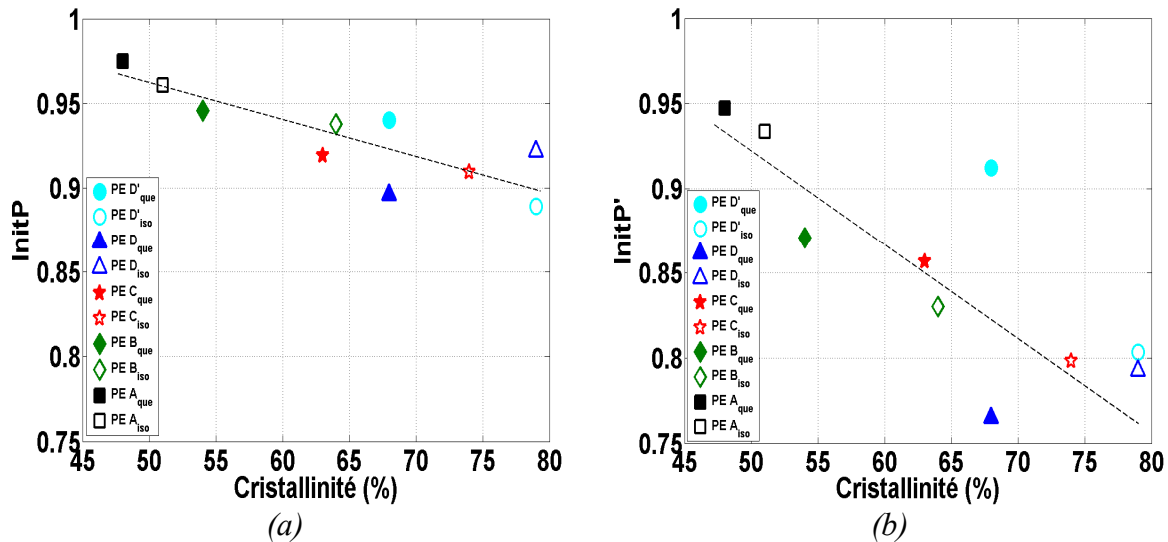 1
0.95
0.9
0.85
0.8
0.75
InitP
PE D'que
PE D'iso
PE Dque
PE Diso
PE Cque
PE Ciso
PE Bque
PE Biso
PE Aque
PE Aiso
45 50 55 60 65 70 75 80
Cristallinité (%)
(a)
1
0.95
0.9
0.85
0.8
0.75
InitP'
PE D'que
PE D'iso
PE Dque
PE Diso
PE Cque
PE Ciso
PE Bque
PE Biso
PE Aque
PE Aiso
45 50 55 60 65 70 75 80
Cristallinité (%)
(b)